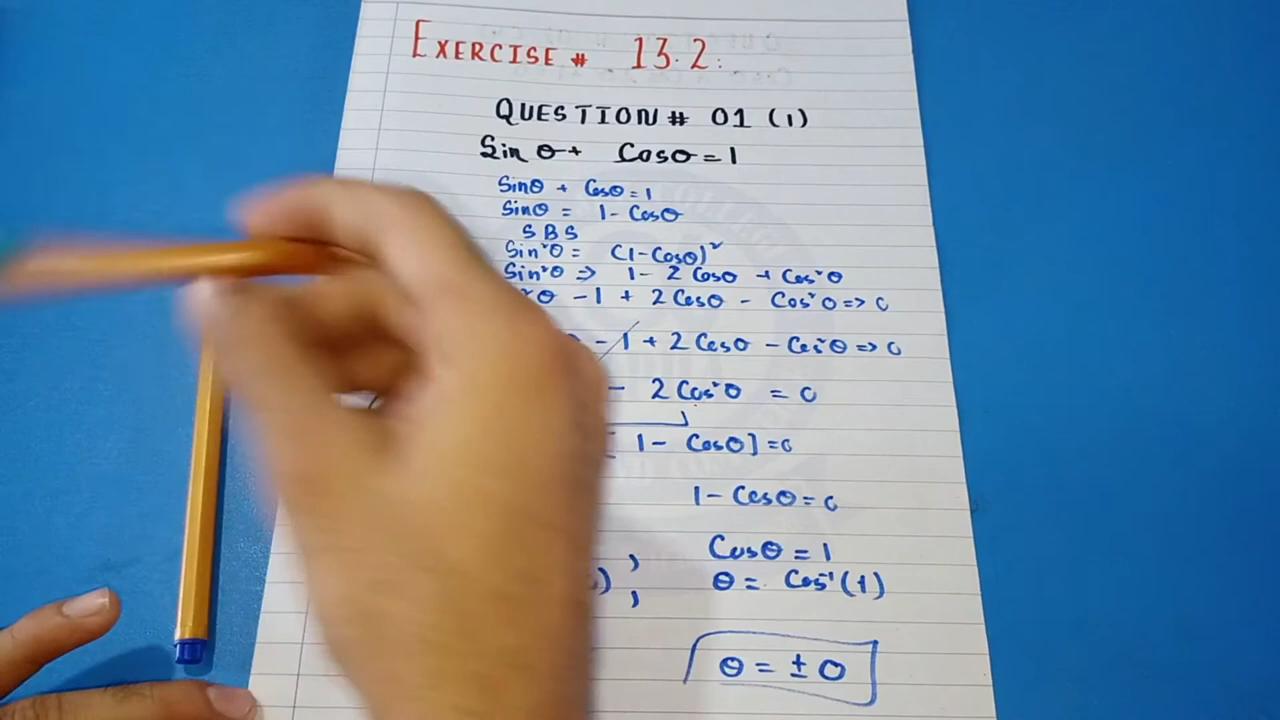 EXERCISE # 13.2:
QUESTION # 01 (1)
Sin θ + Cosθ = 1
Sinθ + Cosθ = 1
Sinθ = 1 - Cosθ
S B S
Sin²θ = (1 - Cosθ)²
Sin²θ ⇒ 1 - 2 Cosθ + Cos²θ
²θ - 1 + 2 Cosθ - Cos²θ ⇒ 0
- 1 + 2 Cosθ - Cos²θ ⇒ 0
- 2 Cos²θ = 0
[ 1 - Cosθ] = 0
1 - Cosθ = 0
, Cosθ = 1
) , θ = Cos⁻¹(1)
θ = ± 0